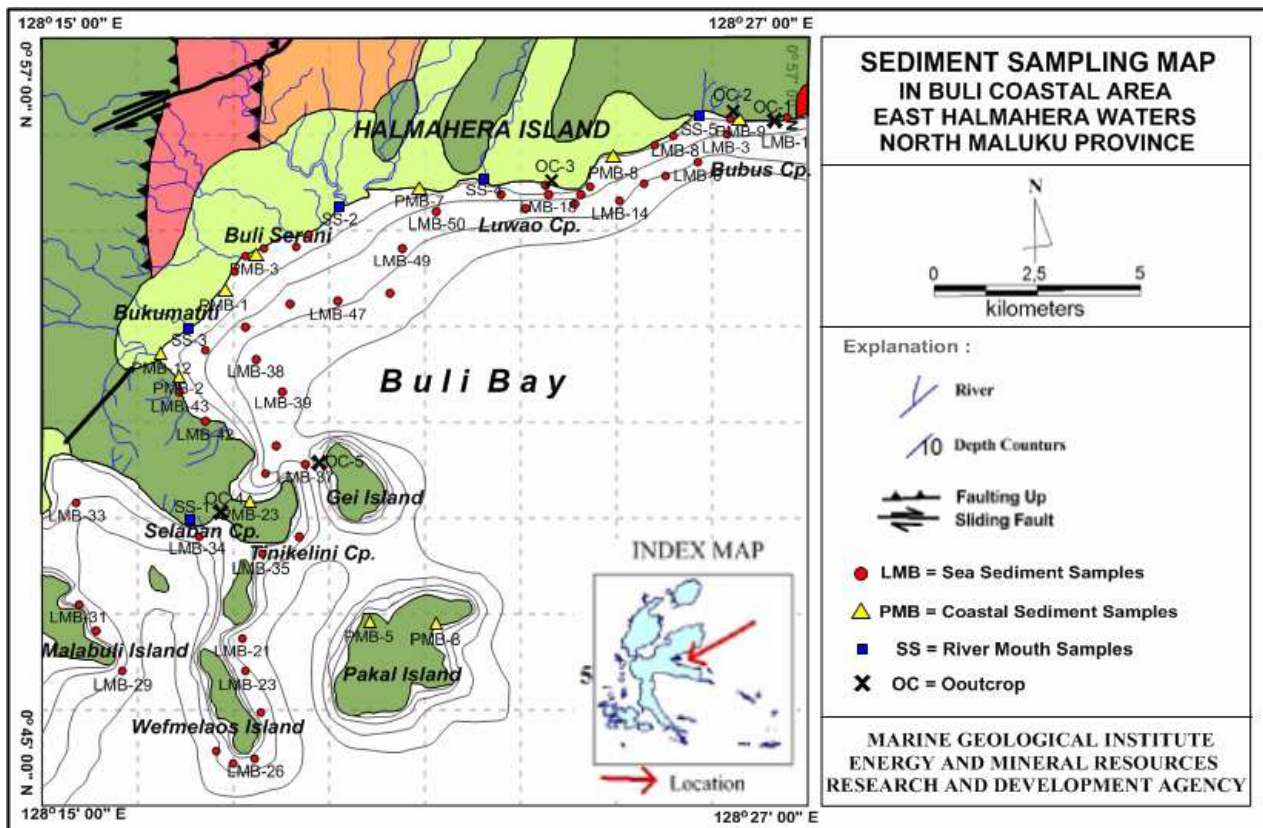 128° 15' 00" E
128° 27' 00" E
0° 57' 00" N
0° 57'
N
HALMAHERA ISLAND
OC-2
OC-1
SS-5
PMB-9
LMB-1
LMB-8
LMB-3
Bubus Cp.
OC-3
PMB-8
SS-4
PMB-7
LMB-18
LMB-14
SS-2
LMB-50
Luwao Cp.
Buli Serani
LMB-49
PMB-3
PMB-1
LMB-47
Bukumatiti
SS-3
PMB-12
LMB-38
Buli Bay
PMB-2
LMB-39
LMB-43
LMB-42
OC-5
LMB-37
Gei Island
OC-4
LMB-33
SS-1
PMB-23
Selaban Cp.
LMB-34
Tinikelini Cp.
LMB-35
LMB-31
PMB-5
LMB-21
Malabuli Island
Pakal Island
LMB-29
LMB-23
Wefmelaos Island
LMB-26
0° 45' 00" N
128° 15' 00" E
128° 27' 00" E
INDEX MAP
Location
SEDIMENT SAMPLING MAP
IN BULI COASTAL AREA
EAST HALMAHERA WATERS
NORTH MALUKU PROVINCE
N
0 2,5 5
kilometers
Explanation :
River
10 Depth Counturs
Faulting Up
Sliding Fault
LMB = Sea Sediment Samples
PMB = Coastal Sediment Samples
SS = River Mouth Samples
OC = Ooutcrop
MARINE GEOLOGICAL INSTITUTE
ENERGY AND MINERAL RESOURCES
RESEARCH AND DEVELOPMENT AGENCY